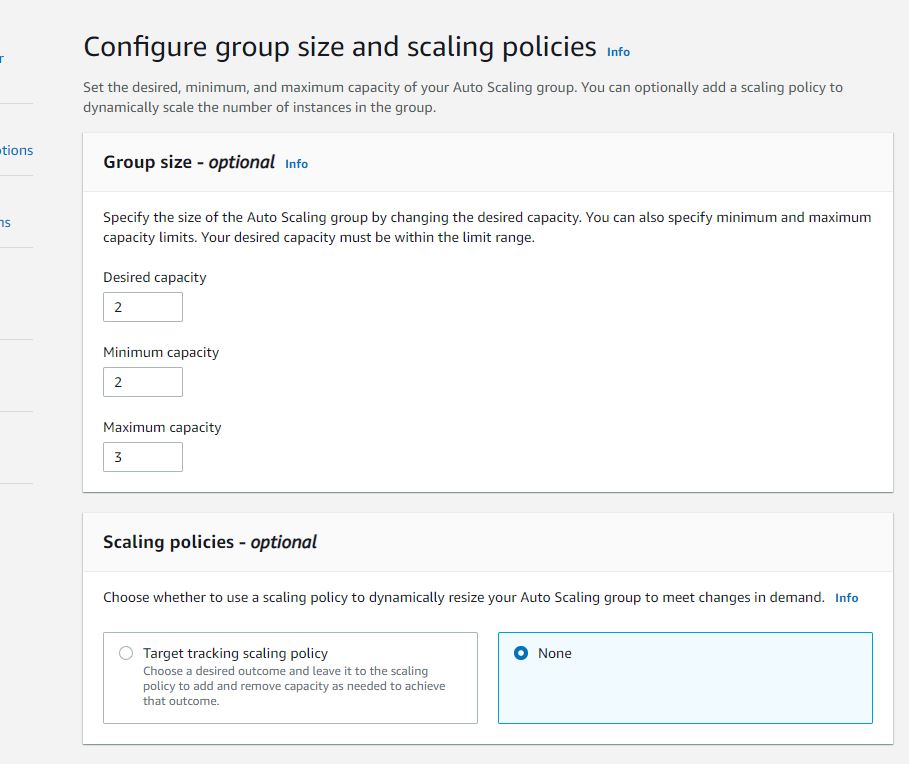 Configure group size and scaling policies Info
Set the desired, minimum, and maximum capacity of your Auto Scaling group. You can optionally add a scaling policy to
dynamically scale the number of instances in the group.
r
Group size - optional Info
otions
Specify the size of the Auto Scaling group by changing the desired capacity. You can also specify minimum and maximum
capacity limits. Your desired capacity must be within the limit range.
ns
Desired capacity
2
Minimum capacity
2
Maximum capacity
3
Scaling policies - optional
Choose whether to use a scaling policy to dynamically resize your Auto Scaling group to meet changes in demand. Info
Target tracking scaling policy
Choose a desired outcome and leave it to the scaling
policy to add and remove capacity as needed to achieve
that outcome.
None